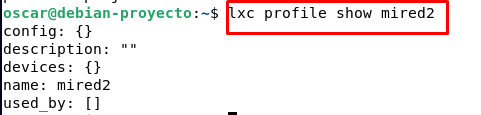 oscar@debian-proyecto:~$ lxc profile show mired2
config: {}
description: ""
devices: {}
name: mired2
used_by: []